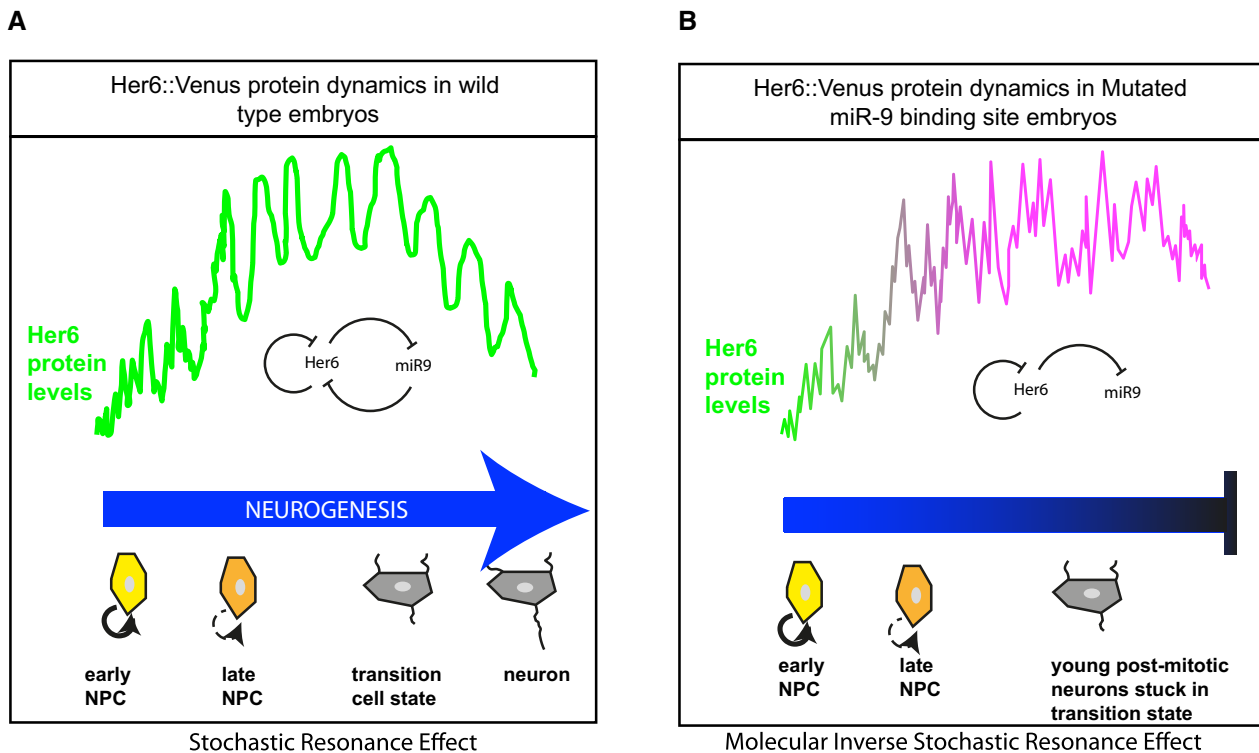 A
Her6::Venus protein dynamics in wild
type embryos
Her6
protein
levels
Her6
miR9
NEUROGENESIS
early
NPC
late
NPC
transition
cell state
neuron
Stochastic Resonance Effect
B
Her6::Venus protein dynamics in Mutated
miR-9 binding site embryos
Her6
protein
levels
Her6
miR9
early
NPC
late
NPC
young post-mitotic
neurons stuck in
transition state
Molecular Inverse Stochastic Resonance Effect